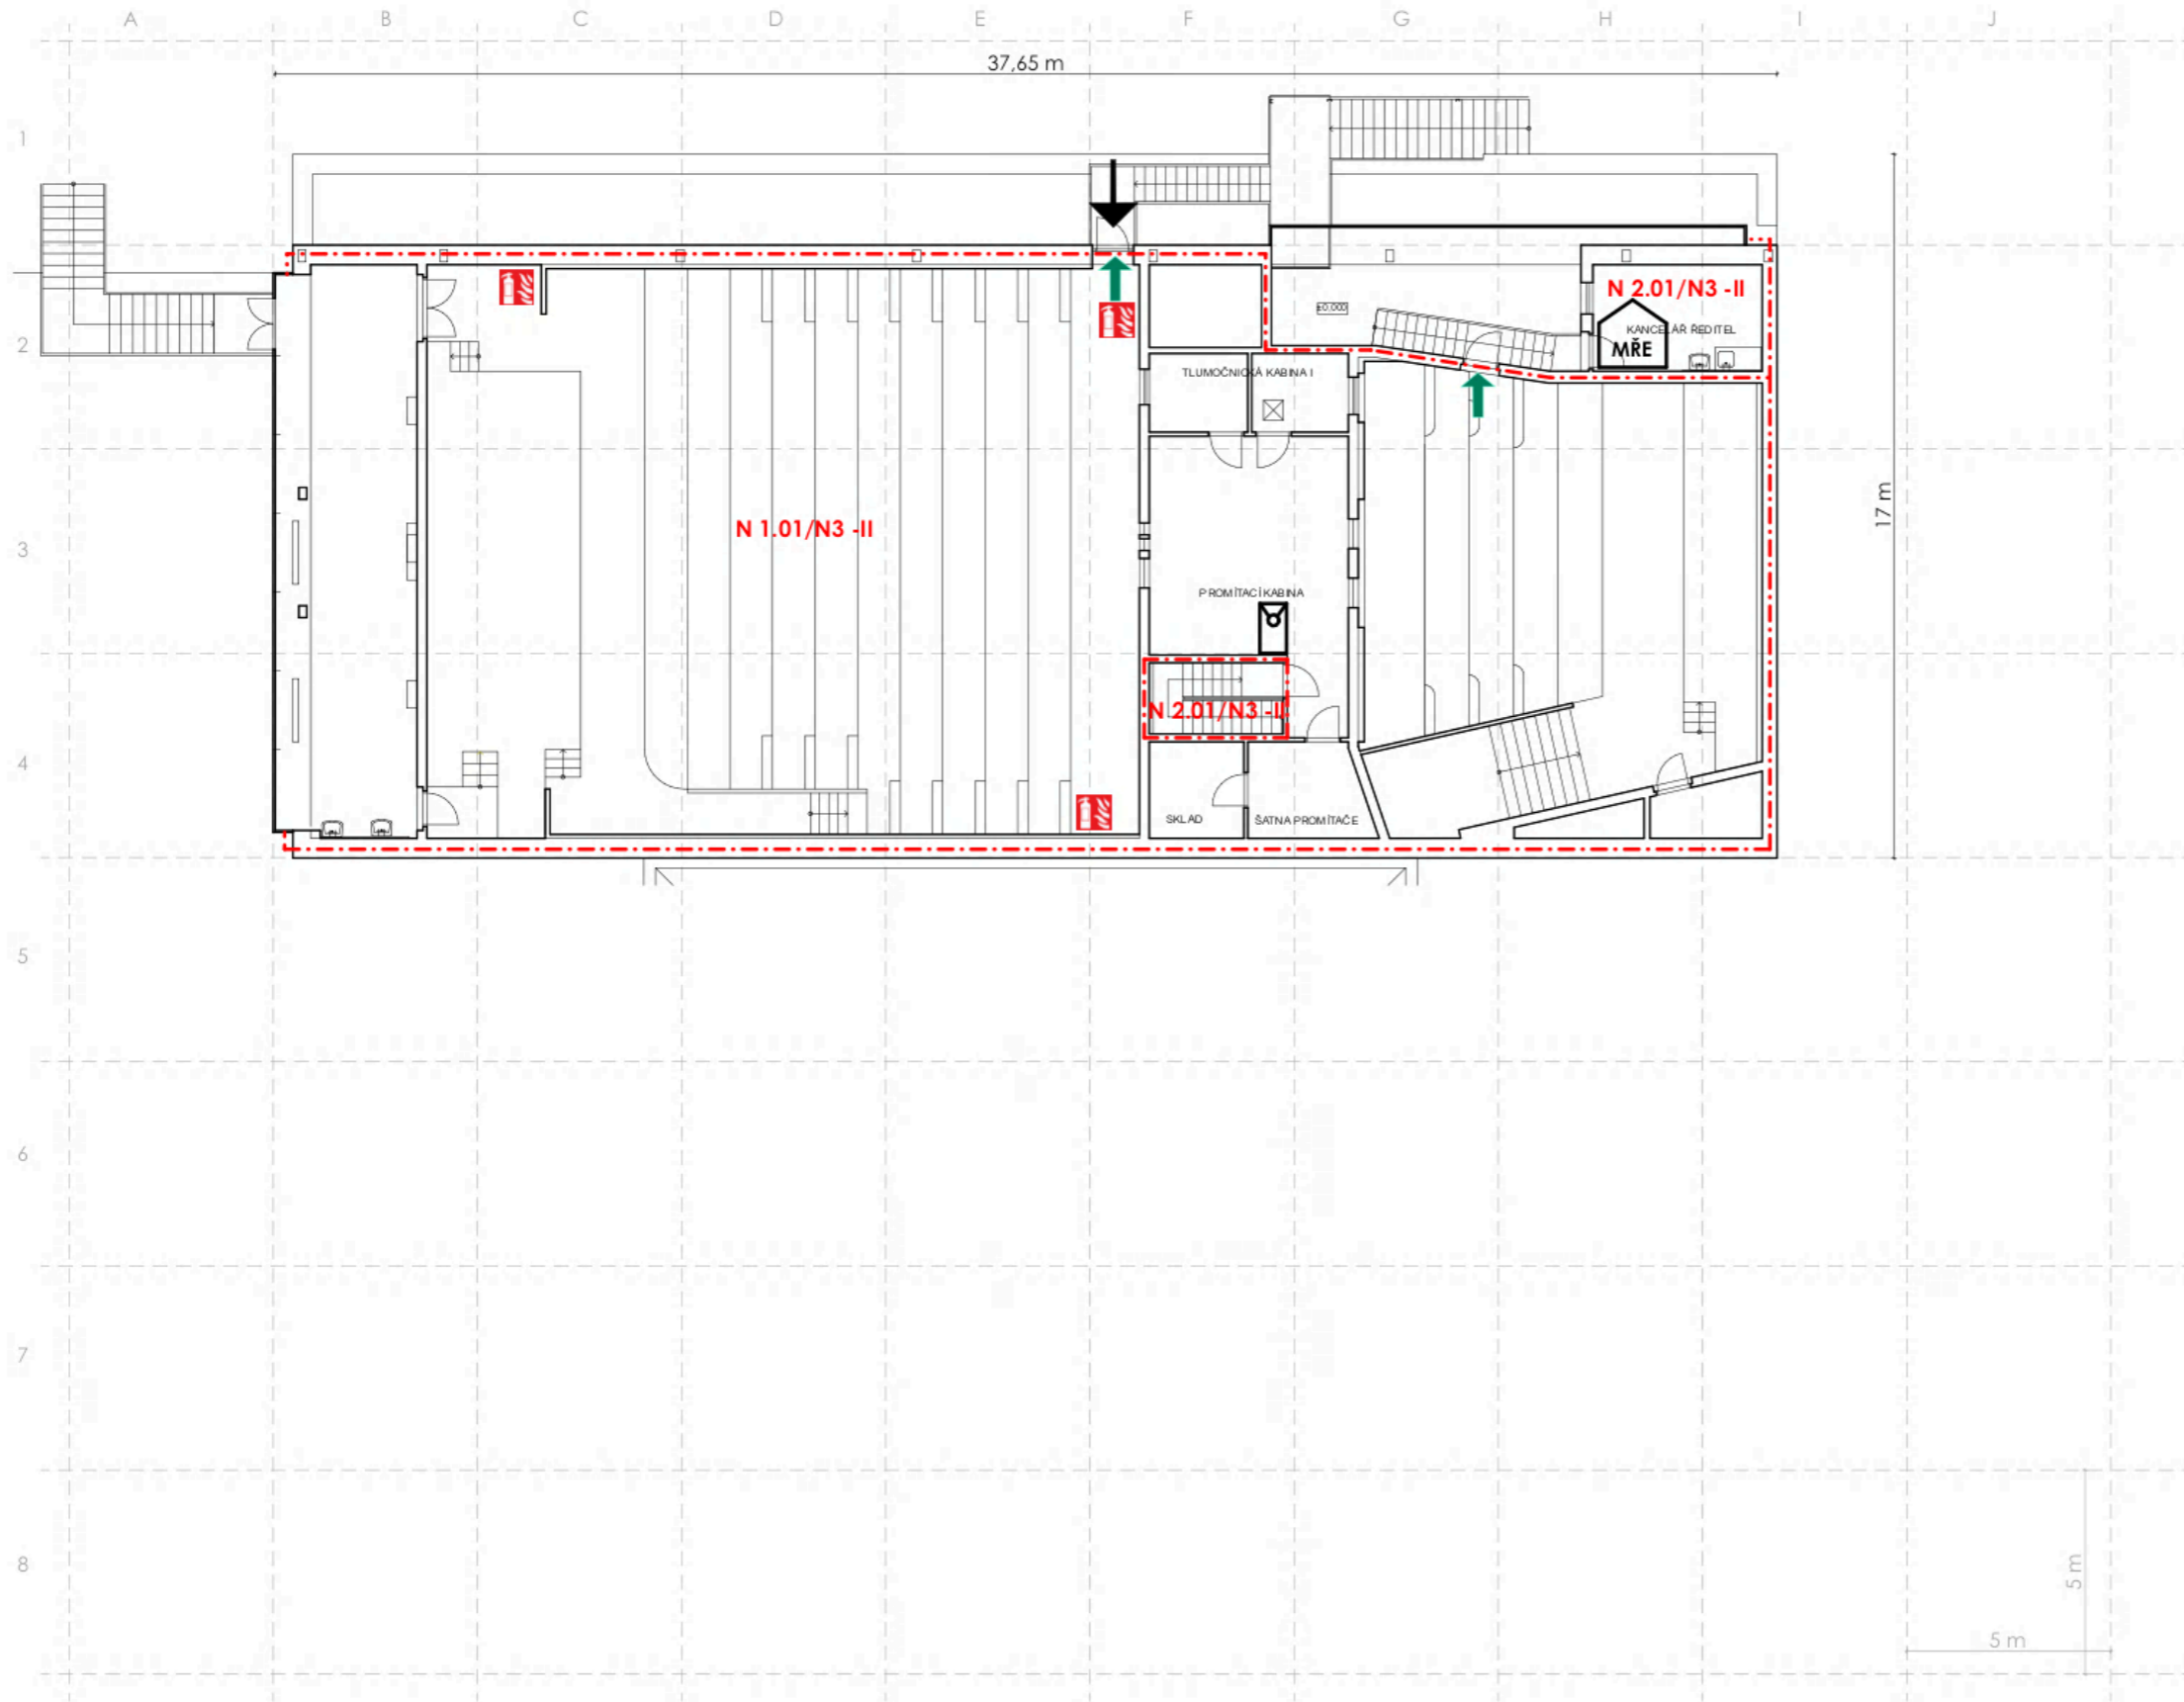 A B C D E F G H I J
37,65 m
1
N 2.01/N3 -II
±0,000
KANCELÁŘ ŘEDITEL
2
MŘE
TLUMOČNICKÁ KABINA I
17 m
N 1.01/N3 -II
3
PROMÍTACÍ KABINA
N 2.01/N3 -II
4
SKLAD
ŠATNA PROMÍTAČE
5
6
7
8
5 m
5 m